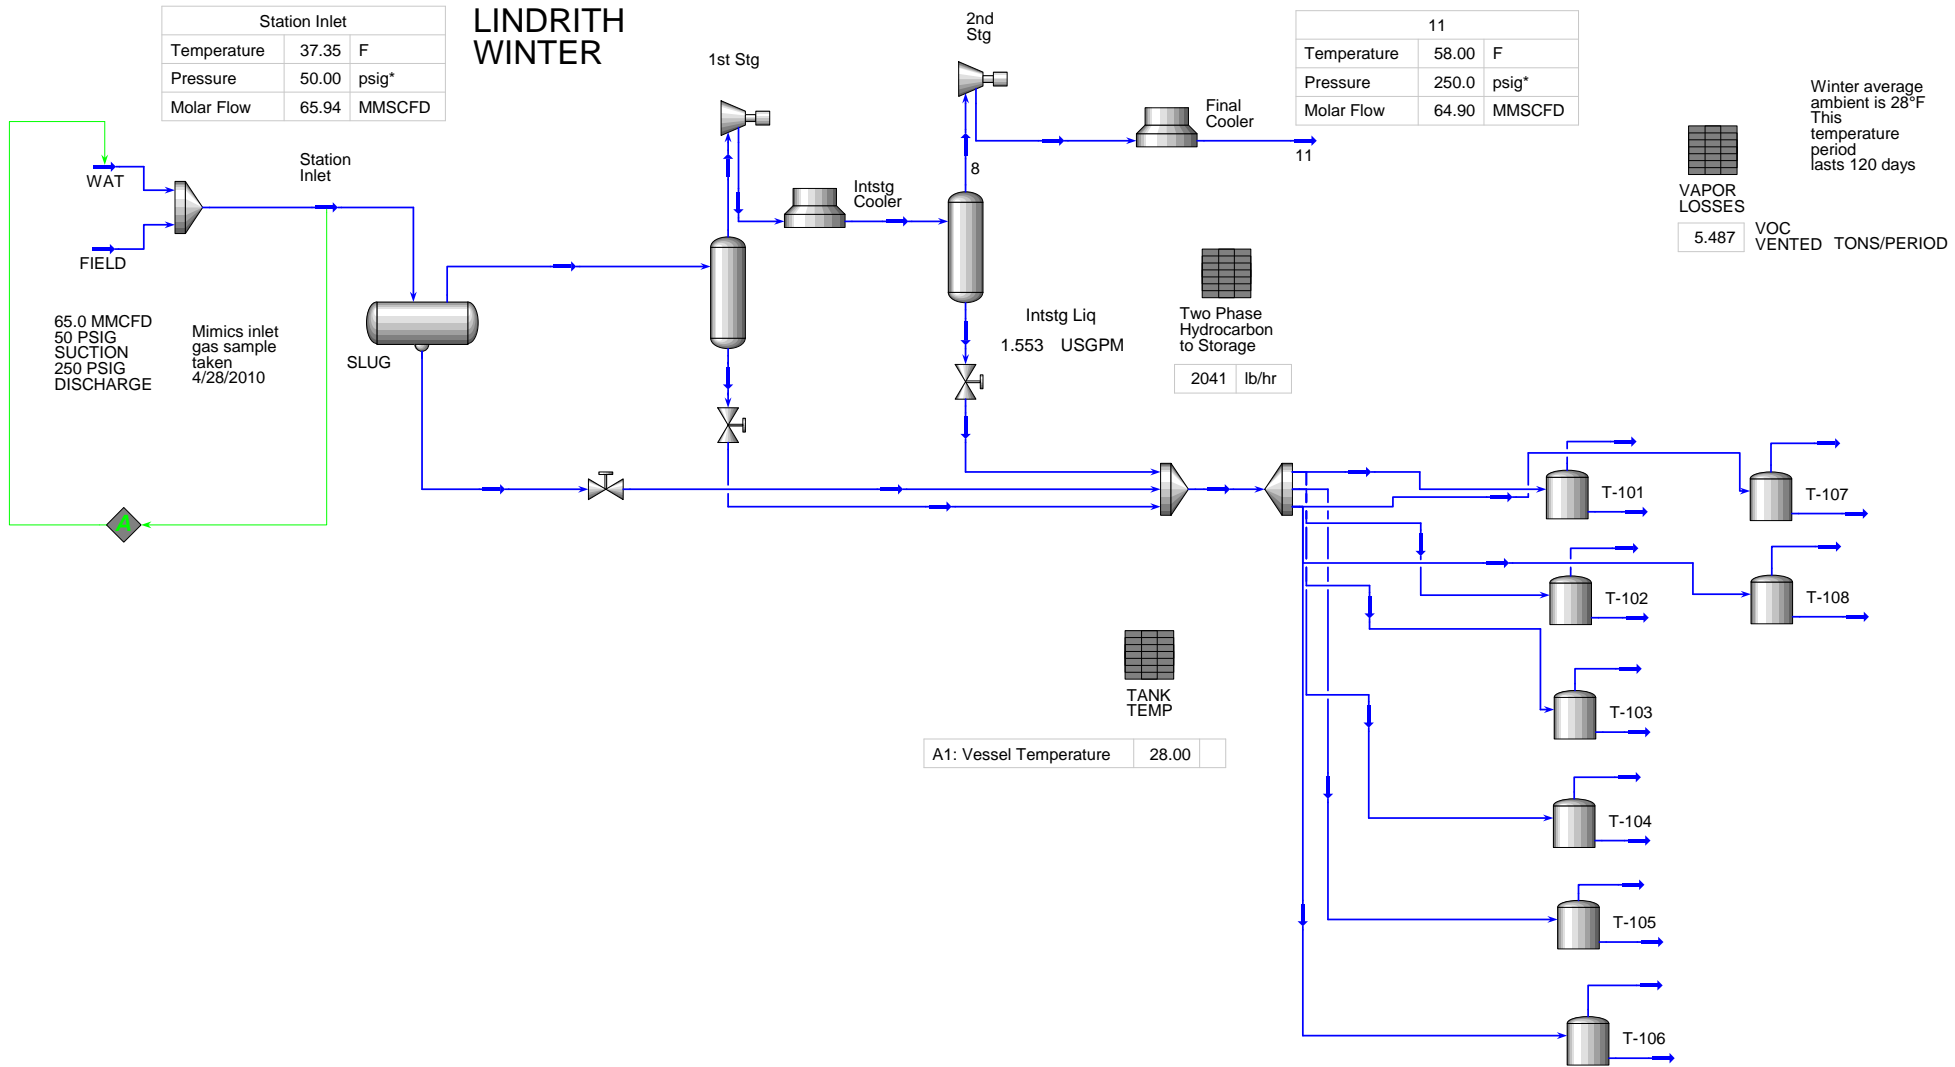 LINDRITH
WINTER
Station Inlet
Temperature 37.35 F
Pressure 50.00 psig*
Molar Flow 65.94 MMSCFD
1st Stg
2nd
Stg
11
Temperature 58.00 F
Pressure 250.0 psig*
Molar Flow 64.90 MMSCFD
Winter average
ambient is 28°F
This
temperature
period
lasts 120 days
Final
Cooler
11
Station
Inlet
WAT
FIELD
8
Intstg
Cooler
VAPOR
LOSSES
5.487 VOC
VENTED TONS/PERIOD
65.0 MMCFD
50 PSIG
SUCTION
250 PSIG
DISCHARGE
Mimics inlet
gas sample
taken
4/28/2010
SLUG
Intstg Liq
1.553 USGPM
Two Phase
Hydrocarbon
to Storage
2041 lb/hr
A
T-101
T-107
T-102
T-108
TANK
TEMP
A1: Vessel Temperature 28.00
T-103
T-104
T-105
T-106